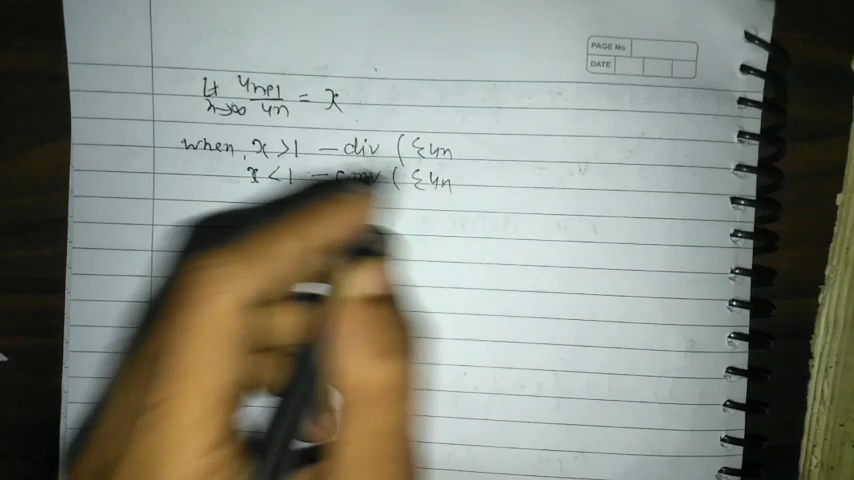 PAGE No
DATE
Lt n→∞ un+1/un = x
when, x >1 – div ( Σun
x <1 – conv ( Σun